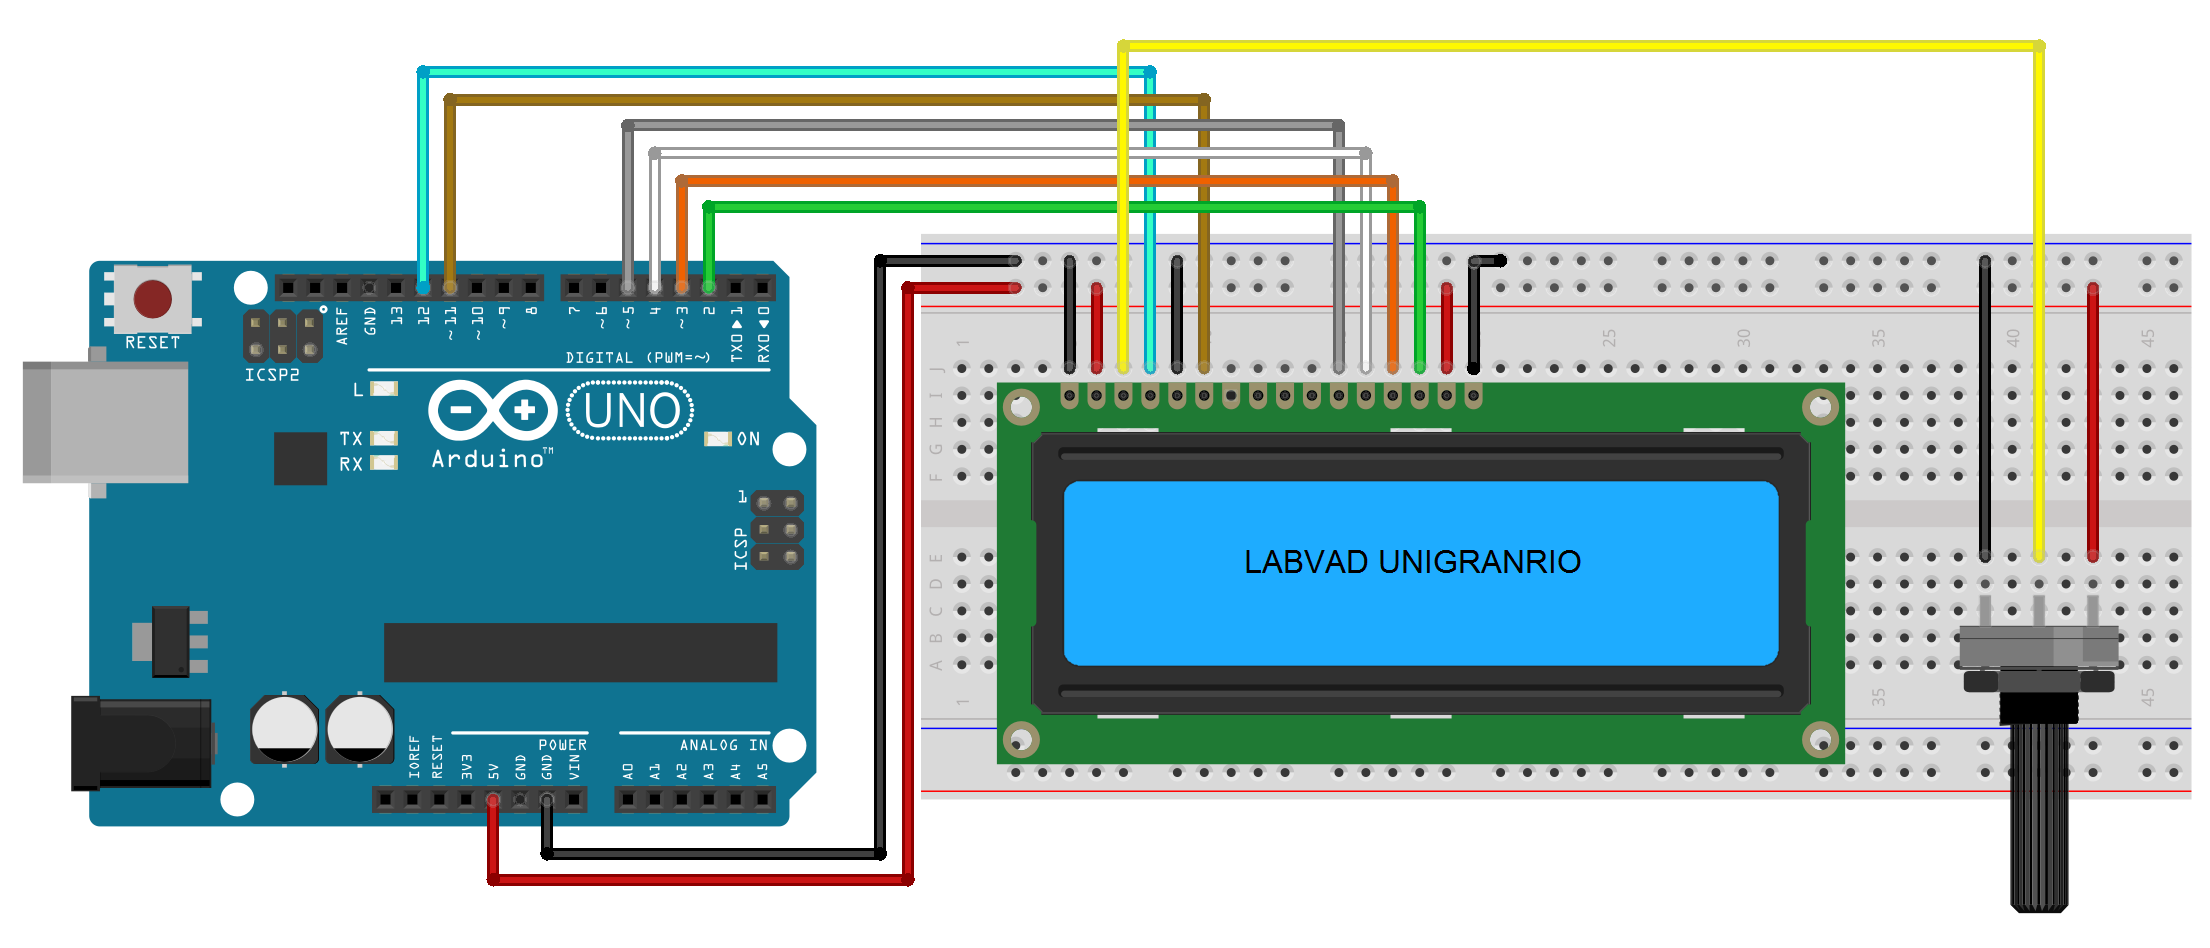 RESET
ICSP2
AREF
GND
13
12
~11
~10
~9
8
7
~6
~5
4
~3
2
TX0▶1
RX0◀0
DIGITAL (PWM=~)
L
TX
RX
Arduino™
UNO
ON
1
ICSP
LABVAD UNIGRANRIO
IOREF
RESET
3V3
5V
GND
GND
VIN
POWER
ANALOG IN
A0
A1
A2
A3
A4
A5
1
25
30
35
40
45
J
I
H
G
F
E
D
C
B
A
1
35
45